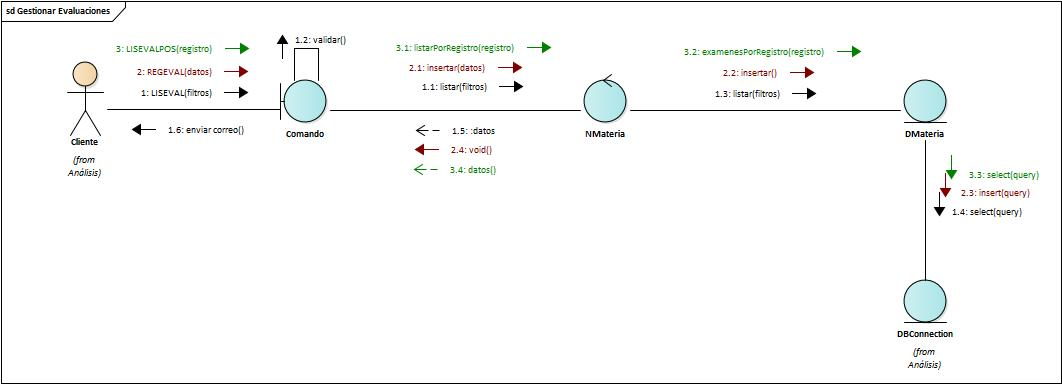 sd Gestionar Evaluaciones
3: LISEVALPOS(registro)
2: REGEVAL(datos)
1: LISEVAL(filtros)
1.2: validar()
3.1: listarPorRegistro(registro)
2.1: insertar(datos)
1.1: listar(filtros)
3.2: examenesPorRegistro(registro)
2.2: insertar()
1.3: listar(filtros)
1.6: enviar correo()
1.5: :datos
2.4: void()
3.4: datos()
Cliente
(from
Análisis)
Comando
NMateria
DMateria
3.3: select(query)
2.3: insert(query)
1.4: select(query)
DBConnection
(from
Análisis)